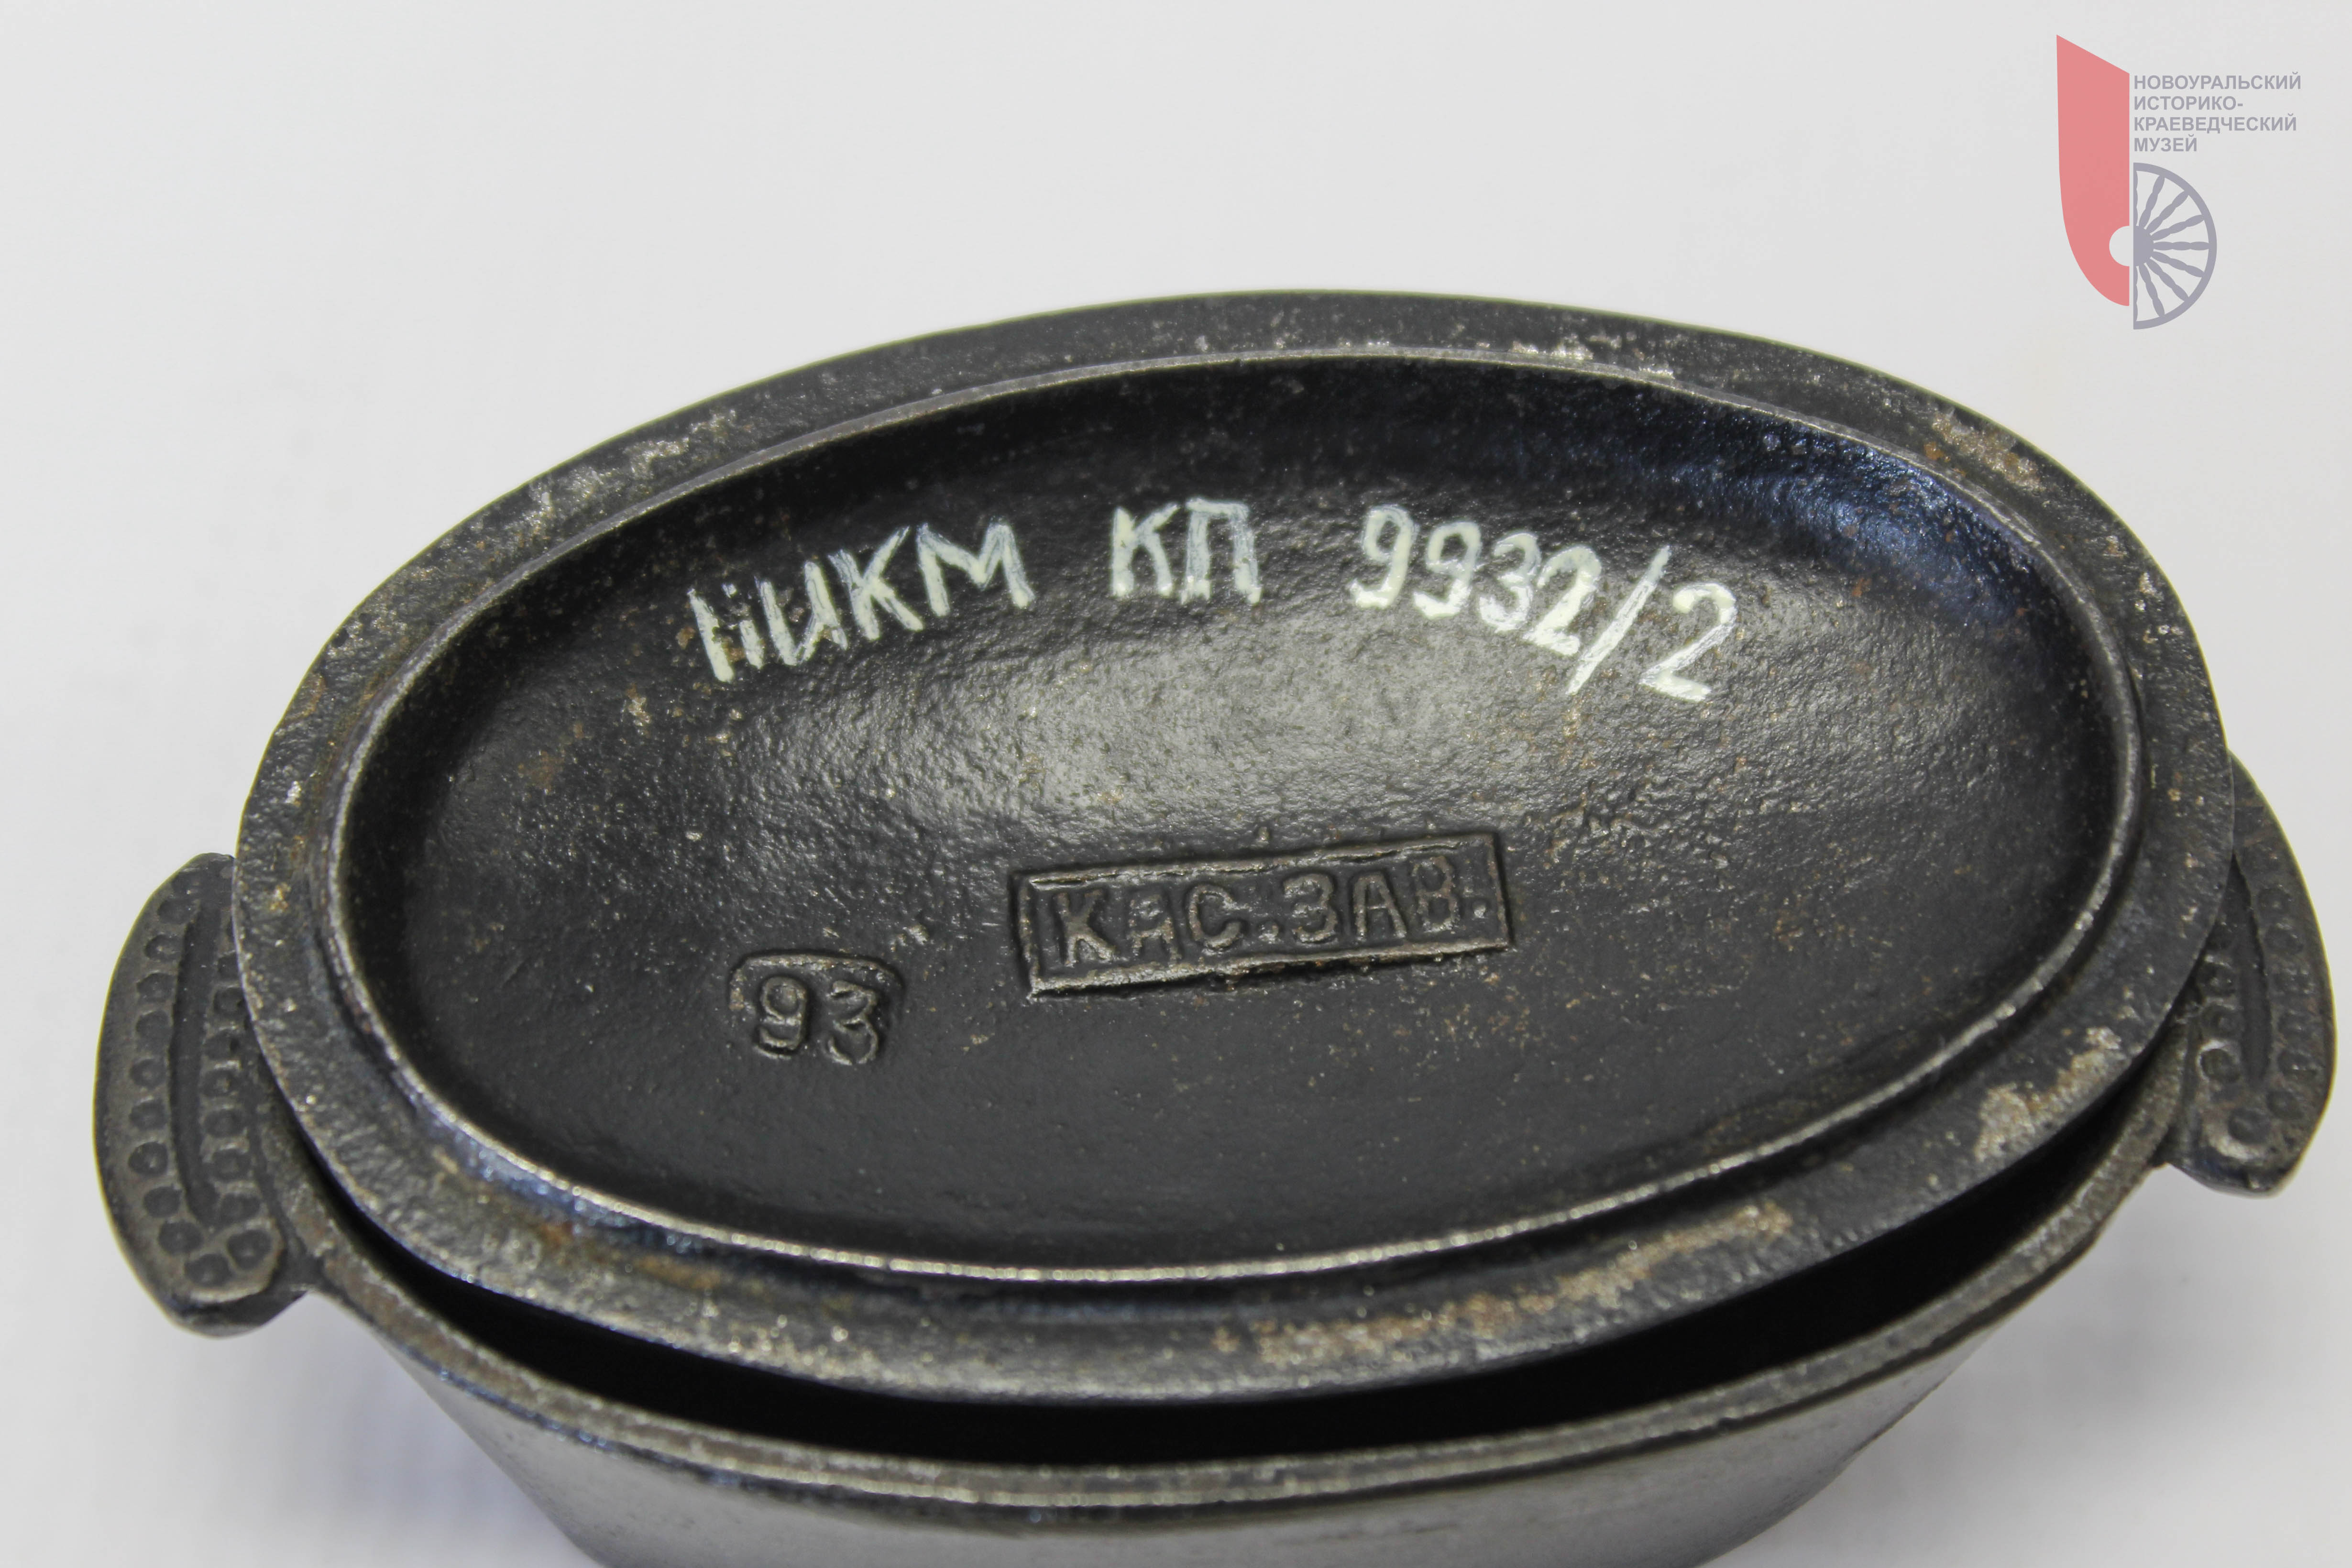 НОВОУРАЛЬСКИЙ
ИСТОРИКО-
КРАЕВЕДЧЕСКИЙ
МУЗЕЙ
НИКМ КП 9932/2
КАС.ЗАВ.
93